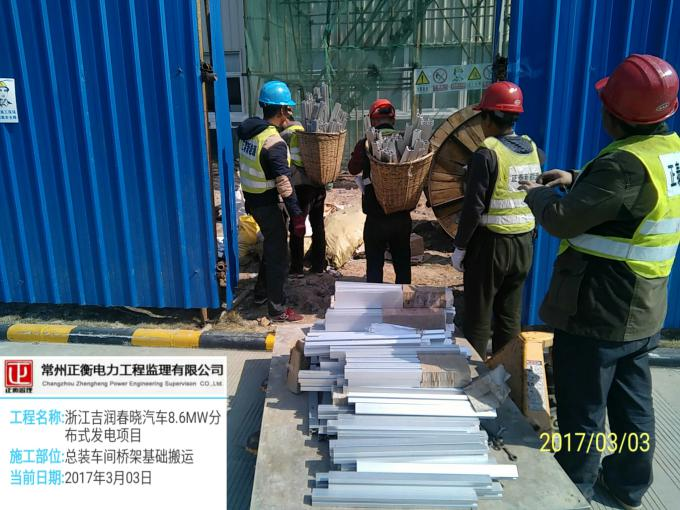 常州正衡电力工程监理有限公司
Changzhou Zhengheng Power Engineering Supervision CO.,Ltd
工程名称:浙江吉润春晓汽车8.6MW分
布式发电项目
施工部位:总装车间桥架基础搬运
当前日期:2017年3月03日
2017/03/03